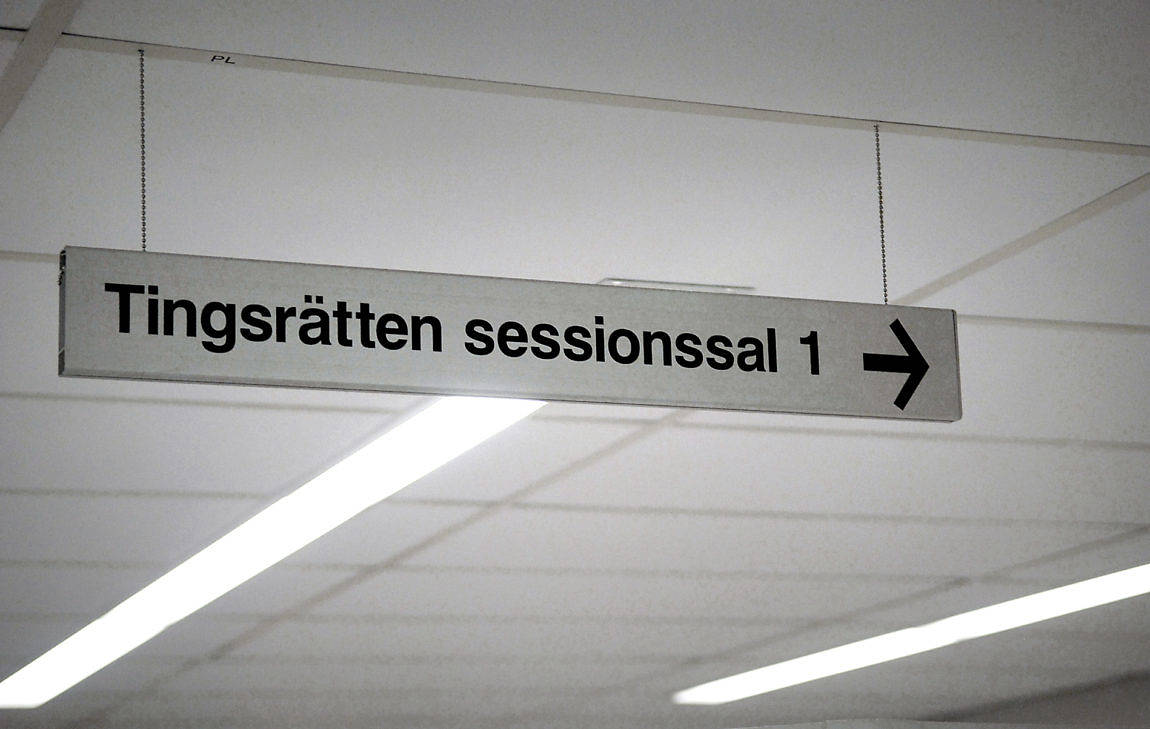 PL
Tingsrätten sessionssal 1 →